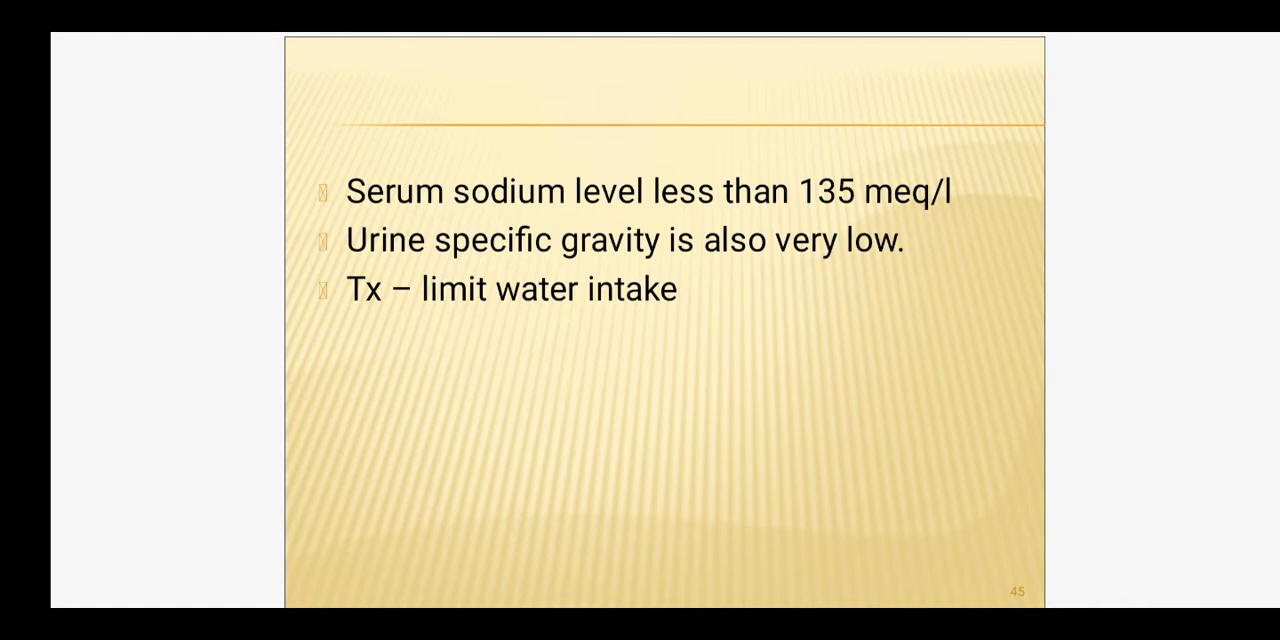 Serum sodium level less than 135 meq/l
Urine specific gravity is also very low.
Tx – limit water intake
45